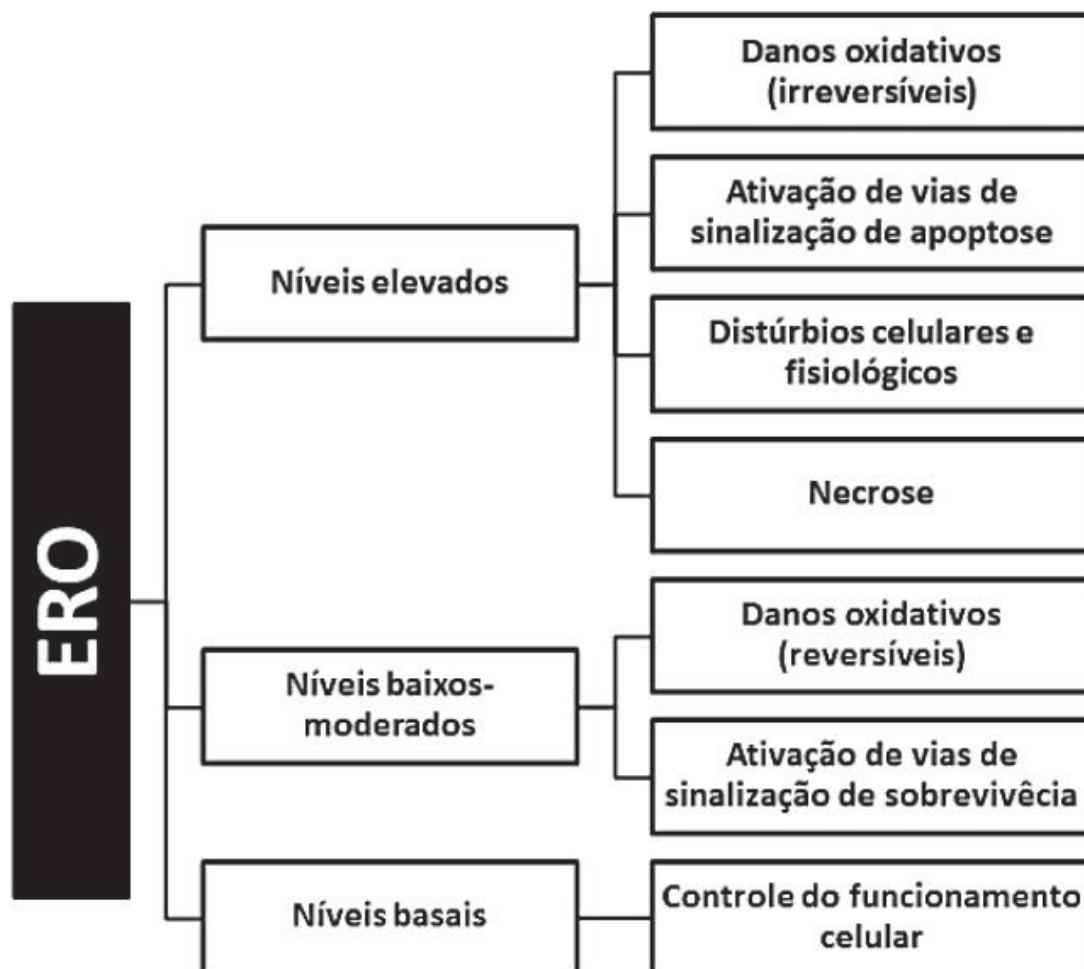 ERO
Níveis elevados
Danos oxidativos
(irreversíveis)
Ativação de vias de
sinalização de apoptose
Distúrbios celulares e
fisiológicos
Necrose
Níveis baixos-
moderados
Danos oxidativos
(reversíveis)
Ativação de vias de
sinalização de sobrevivêcia
Níveis basais
Controle do funcionamento
celular